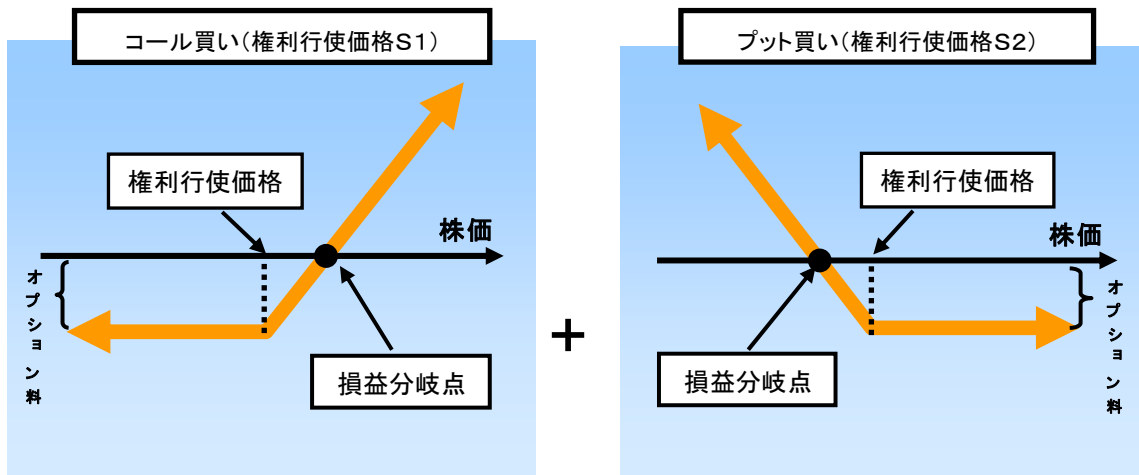 コール買い(権利行使価格S1)
権利行使価格
株価
オプション料
損益分岐点
+
プット買い(権利行使価格S2)
権利行使価格
株価
オプション料
損益分岐点